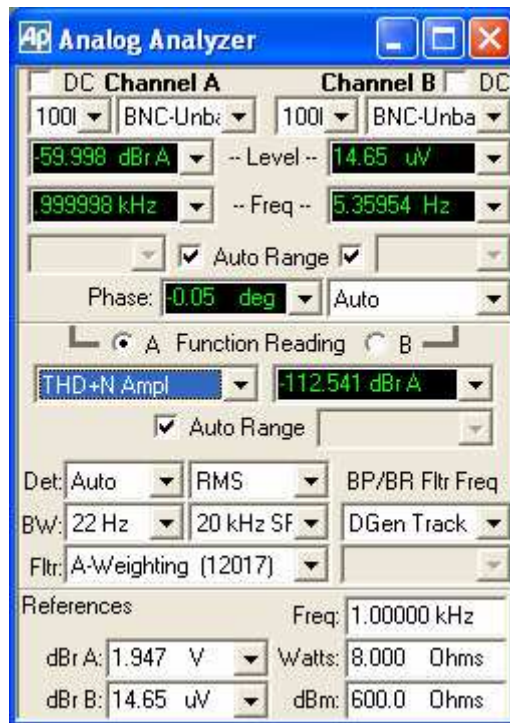 Ap Analog Analyzer
DC Channel A Channel B DC
BNC-Unba BNC-Unba
-59.998 dBr A -- Level -- 14.65 uV
.999998 kHz -- Freq -- 5.35954 Hz
Auto Range
Phase: -0.05 deg Auto
A Function Reading B
THD+N Ampl -112.541 dBr A
Auto Range
Det: Auto RMS BP/BR Fltr Freq
BW: 22 Hz 20 kHz DGen Track
Fltr: A-Weighting (12017)
References Freq: 1.00000 kHz
dBr A: 1.947 V Watts: 8.000 Ohms
dBr B: 14.65 uV dBm: 600.0 Ohms